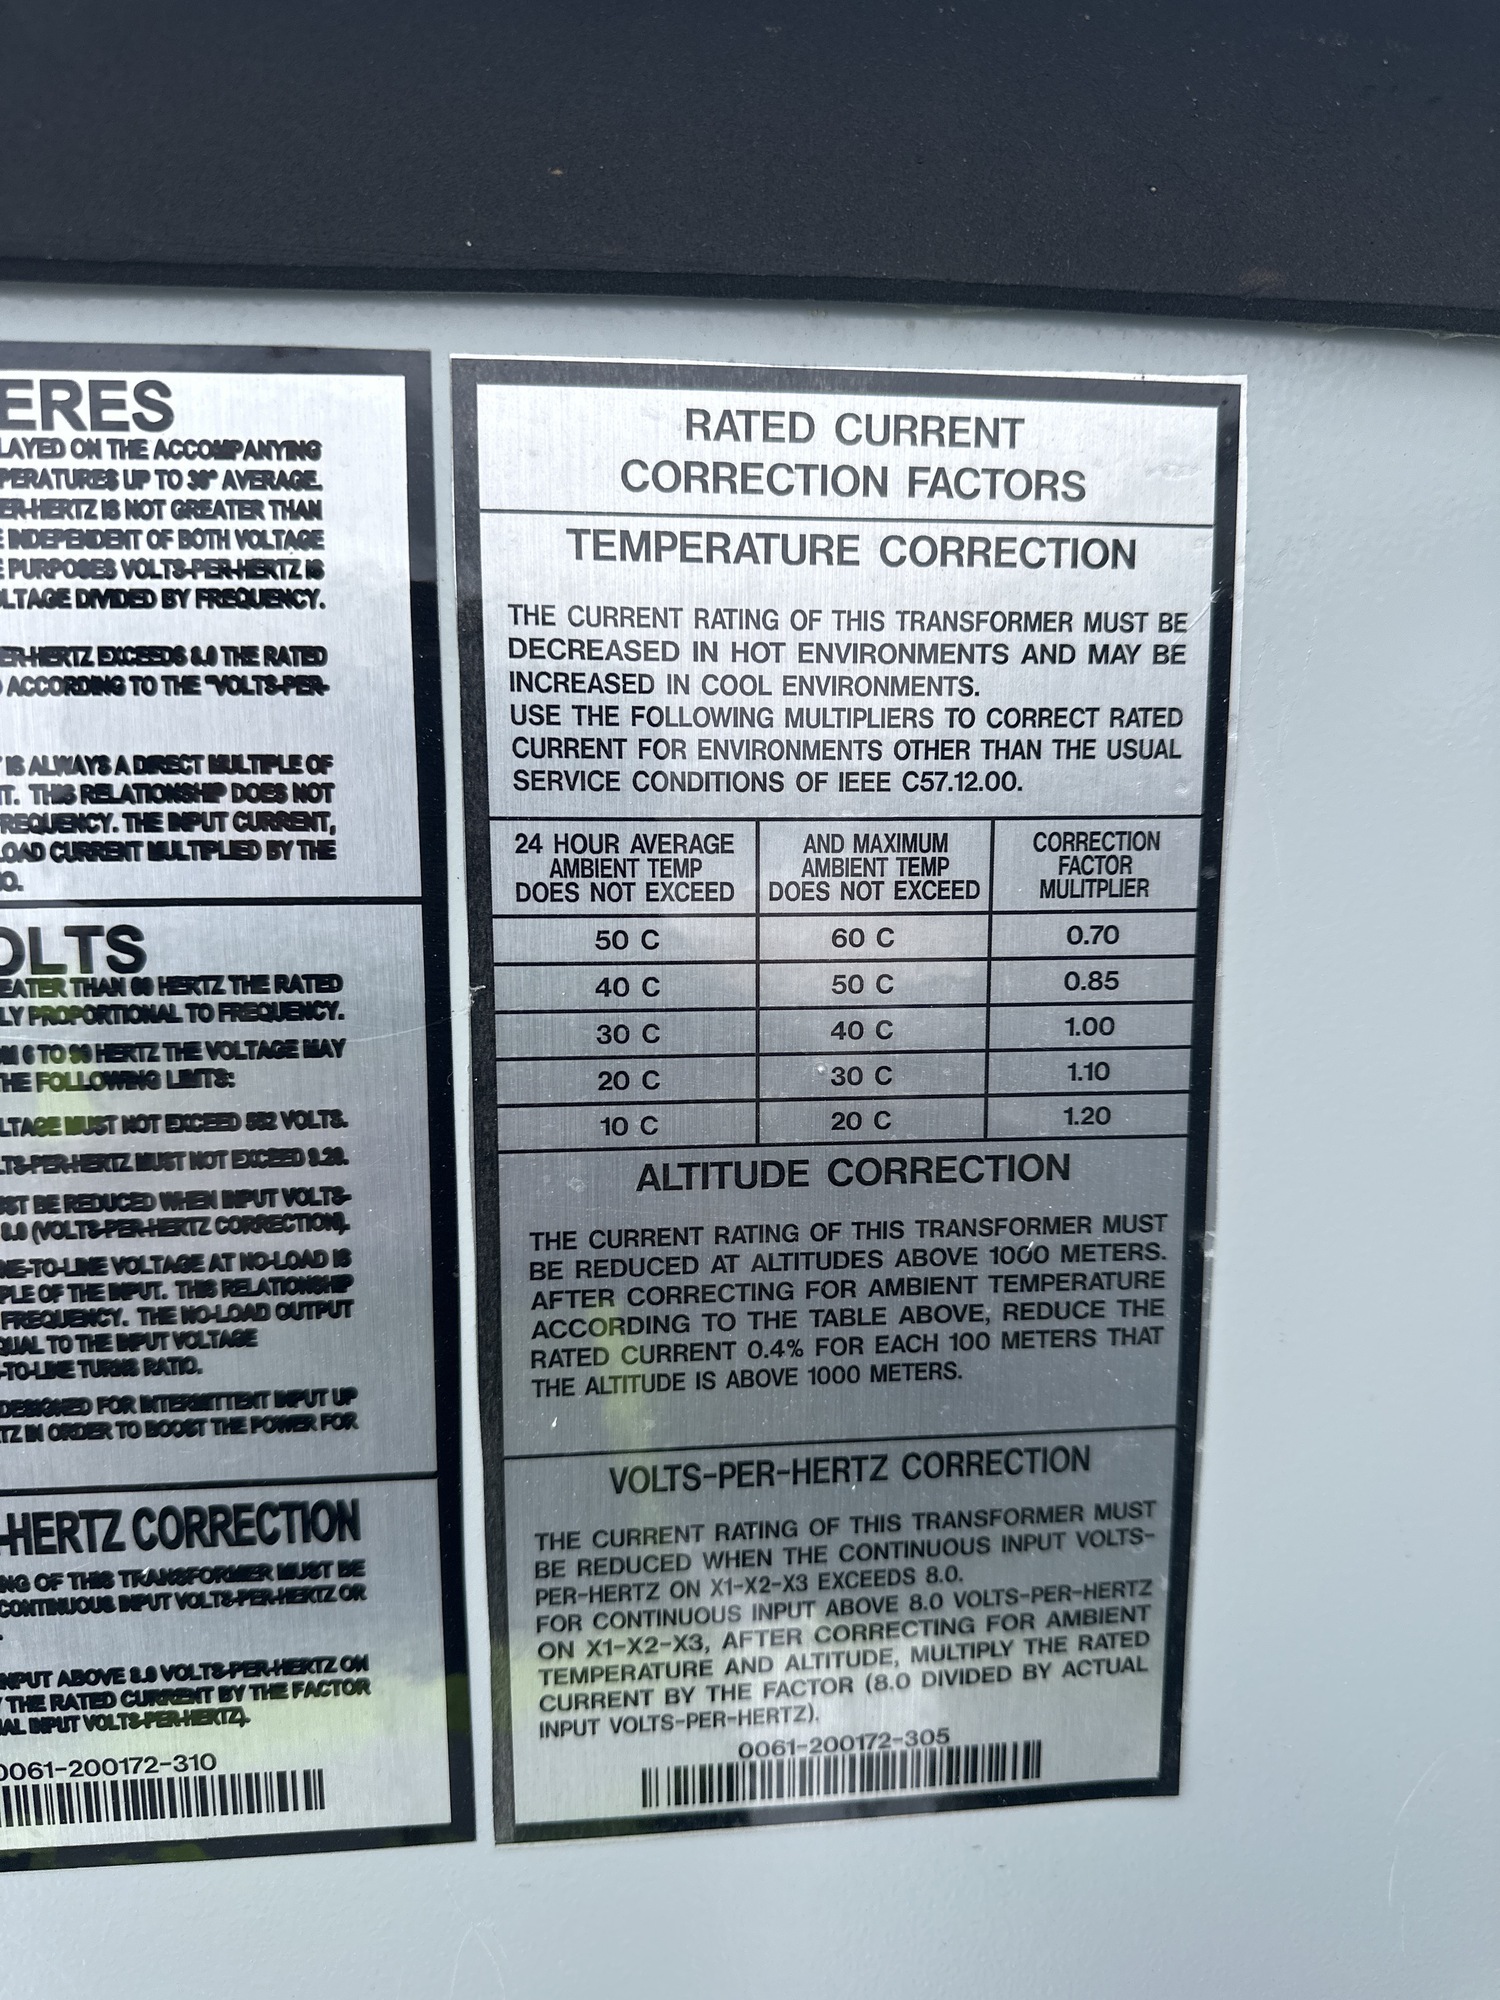 ERES
LAYED ON THE ACCOMPANYING
PERATURES UP TO 30° AVERAGE.
ER-HERTZ IS NOT GREATER THAN
INDEPENDENT OF BOTH VOLTAGE
PURPOSES VOLTS-PER-HERTZ IS
LTAGE DIVIDED BY FREQUENCY.
ER-HERTZ EXCEEDS 8.0 THE RATED
ACCORDING TO THE "VOLTS-PER-
IS ALWAYS A DIRECT MULTIPLE OF
T. THIS RELATIONSHIP DOES NOT
REQUENCY. THE INPUT CURRENT,
OAD CURRENT MULTIPLIED BY THE
O.
OLTS
EATER THAN 60 HERTZ THE RATED
LY PROPORTIONAL TO FREQUENCY.
6 TO HERTZ THE VOLTAGE MAY
HE FOLLOWING LIMITS:
LTAGE MUST NOT EXCEED 552 VOLTS.
TS-PER-HERTZ MUST NOT EXCEED 9.20.
ST BE REDUCED WHEN INPUT VOLTS-
8.0 (VOLTS-PER-HERTZ CORRECTION).
NE-TO-LINE VOLTAGE AT NO-LOAD IS
PLE OF THE INPUT. THIS RELATIONSHIP
FREQUENCY. THE NO-LOAD OUTPUT
QUAL TO THE INPUT VOLTAGE
-TO-LINE TURNS RATIO.
DESIGNED FOR INTERMITTENT INPUT UP
TZ IN ORDER TO BOOST THE POWER FOR
-HERTZ CORRECTION
NG OF THIS TRANSFORMER MUST BE
CONTINUOUS INPUT VOLTS-PER-HERTZ OR
NPUT ABOVE 8.0 VOLTS-PER-HERTZ ON
THE RATED CURRENT BY THE FACTOR
AL INPUT VOLTS-PER-HERTZ).
0061-200172-310
RATED CURRENT
CORRECTION FACTORS
TEMPERATURE CORRECTION
THE CURRENT RATING OF THIS TRANSFORMER MUST BE
DECREASED IN HOT ENVIRONMENTS AND MAY BE
INCREASED IN COOL ENVIRONMENTS.
USE THE FOLLOWING MULTIPLIERS TO CORRECT RATED
CURRENT FOR ENVIRONMENTS OTHER THAN THE USUAL
SERVICE CONDITIONS OF IEEE C57.12.00.
24 HOUR AVERAGE
AMBIENT TEMP
DOES NOT EXCEED
AND MAXIMUM
AMBIENT TEMP
DOES NOT EXCEED
CORRECTION
FACTOR
MULITPLIER
50 C 60 C 0.70
40 C 50 C 0.85
30 C 40 C 1.00
20 C 30 C 1.10
10 C 20 C 1.20
ALTITUDE CORRECTION
THE CURRENT RATING OF THIS TRANSFORMER MUST
BE REDUCED AT ALTITUDES ABOVE 1000 METERS.
AFTER CORRECTING FOR AMBIENT TEMPERATURE
ACCORDING TO THE TABLE ABOVE, REDUCE THE
RATED CURRENT 0.4% FOR EACH 100 METERS THAT
THE ALTITUDE IS ABOVE 1000 METERS.
VOLTS-PER-HERTZ CORRECTION
THE CURRENT RATING OF THIS TRANSFORMER MUST
BE REDUCED WHEN THE CONTINUOUS INPUT VOLTS-
PER-HERTZ ON X1-X2-X3 EXCEEDS 8.0.
FOR CONTINUOUS INPUT ABOVE 8.0 VOLTS-PER-HERTZ
ON X1-X2-X3, AFTER CORRECTING FOR AMBIENT
TEMPERATURE AND ALTITUDE, MULTIPLY THE RATED
CURRENT BY THE FACTOR (8.0 DIVIDED BY ACTUAL
INPUT VOLTS-PER-HERTZ).
0061-200172-305